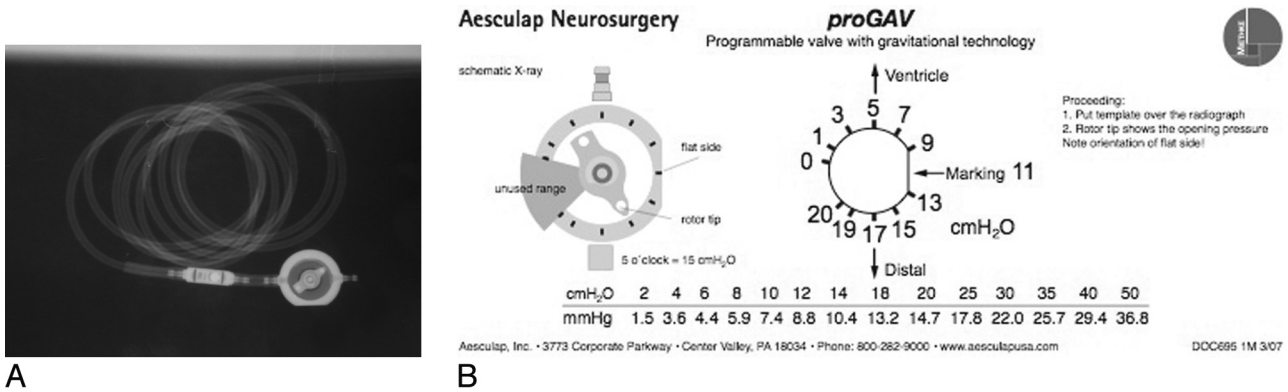 Aesculap Neurosurgery
proGAV
Programmable valve with gravitational technology
MIETHKE
schematic X-ray
flat side
unused range
rotor tip
5 o'clock = 15 cmH₂O
Ventricle
5
3
7
1
9
0
Marking 11
13
20
19
17
15
cmH₂O
Distal
Proceeding:
1. Put template over the radiograph
2. Rotor tip shows the opening pressure
Note orientation of flat side!
cmH₂O 2 4 6 8 10 12 14 18 20 25 30 35 40 50
mmHg 1.5 3.6 4.4 5.9 7.4 8.8 10.4 13.2 14.7 17.8 22.0 25.7 29.4 36.8
Aesculap, Inc. • 3773 Corporate Parkway • Center Valley, PA 18034 • Phone: 800-282-9000 • www.aesculapusa.com
DOC695 1M 3/07
A
B